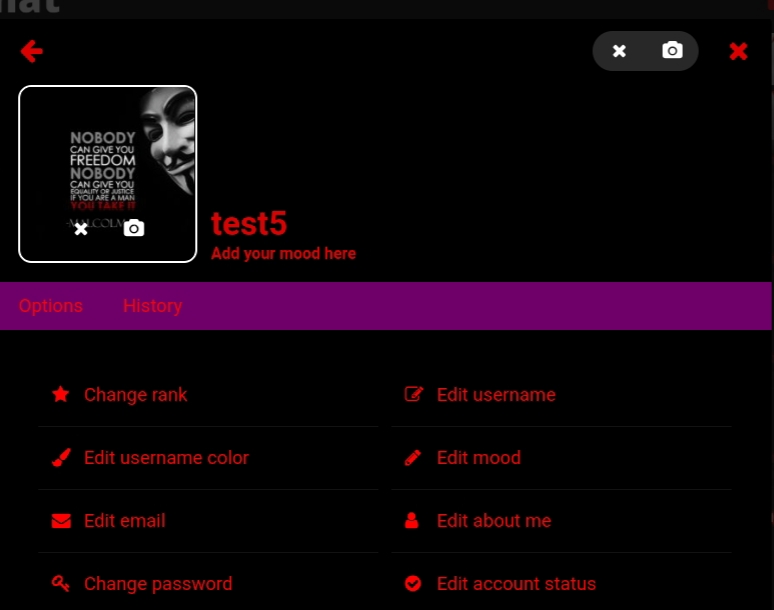 hat
NOBODY
CAN GIVE YOU
FREEDOM
NOBODY
CAN GIVE YOU
EQUALITY OR JUSTICE
IF YOU ARE A MAN
YOU TAKE IT
-MALCOLM
test5
Add your mood here
Options History
Change rank Edit username
Edit username color Edit mood
Edit email Edit about me
Change password Edit account status